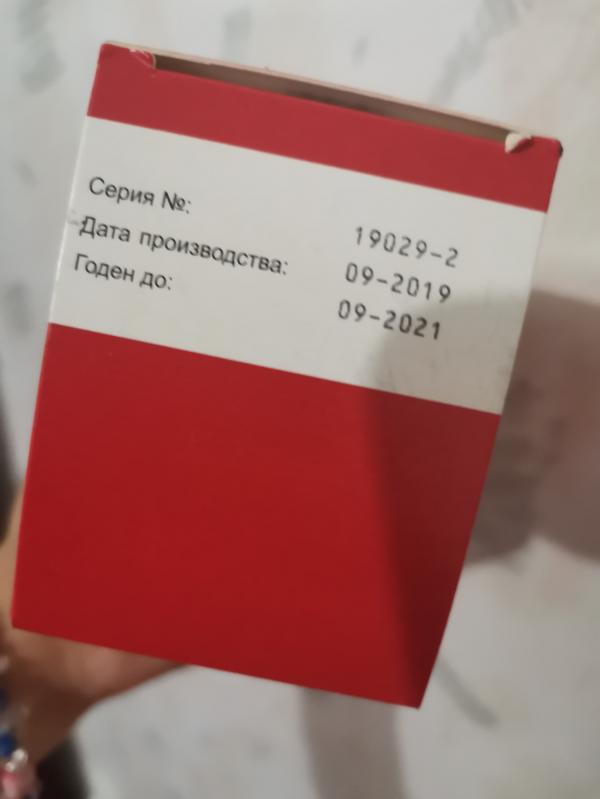 Серия №: 19029-2
Дата производства: 09-2019
Годен до: 09-2021